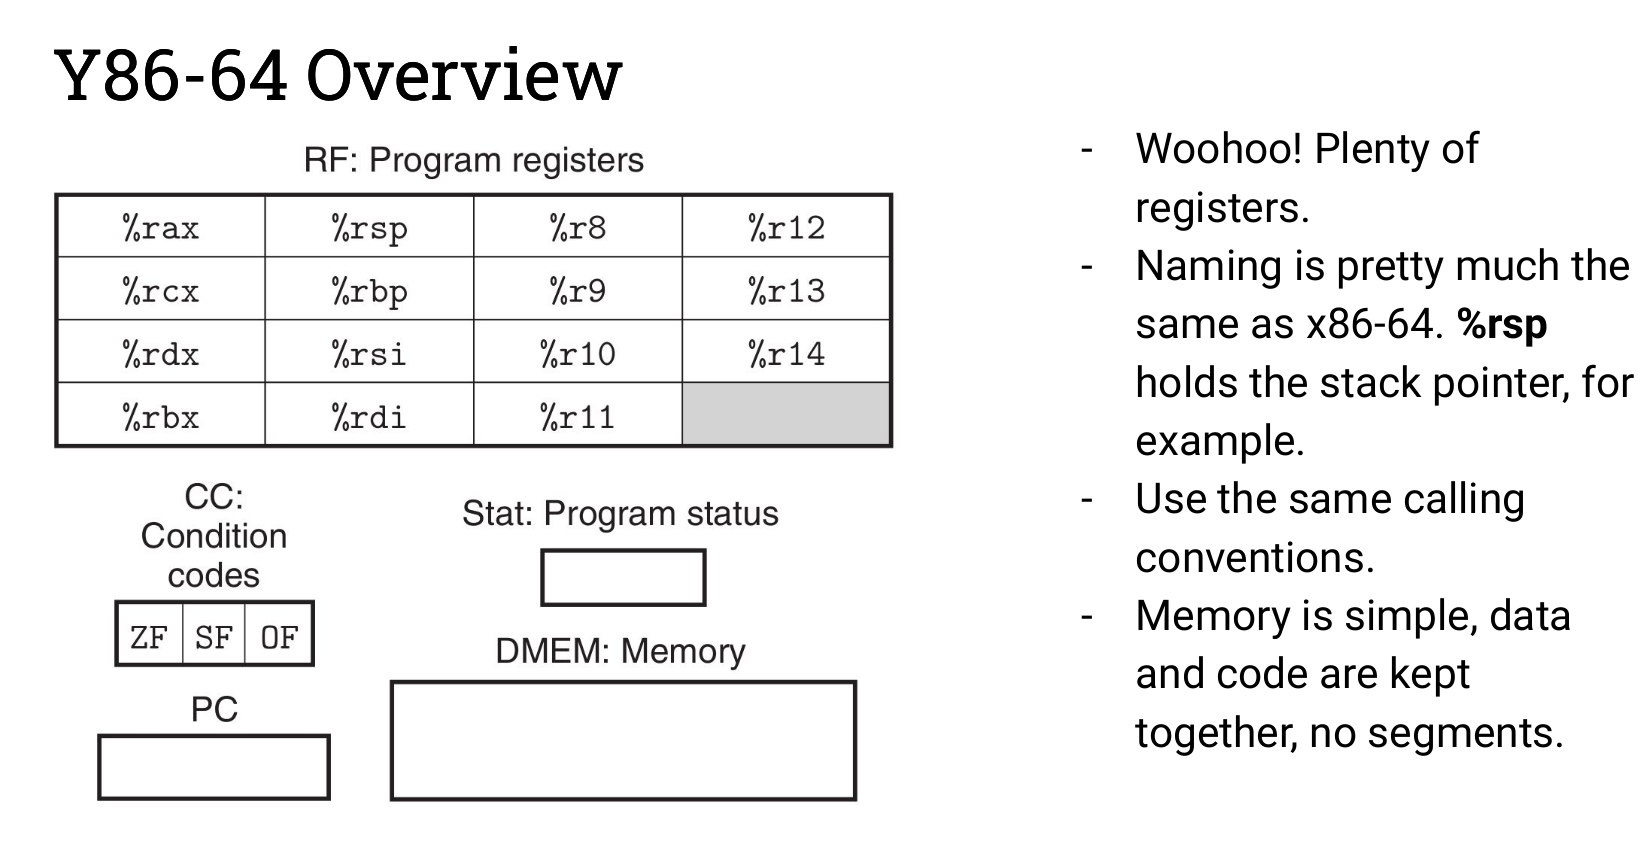 Y86-64 Overview
RF: Program registers
%rax %rsp %r8 %r12
%rcx %rbp %r9 %r13
%rdx %rsi %r10 %r14
%rbx %rdi %r11
CC:
Condition
codes
ZF SF OF
Stat: Program status
DMEM: Memory
PC
- Woohoo! Plenty of
registers.
- Naming is pretty much the
same as x86-64. %rsp
holds the stack pointer, for
example.
- Use the same calling
conventions.
- Memory is simple, data
and code are kept
together, no segments.